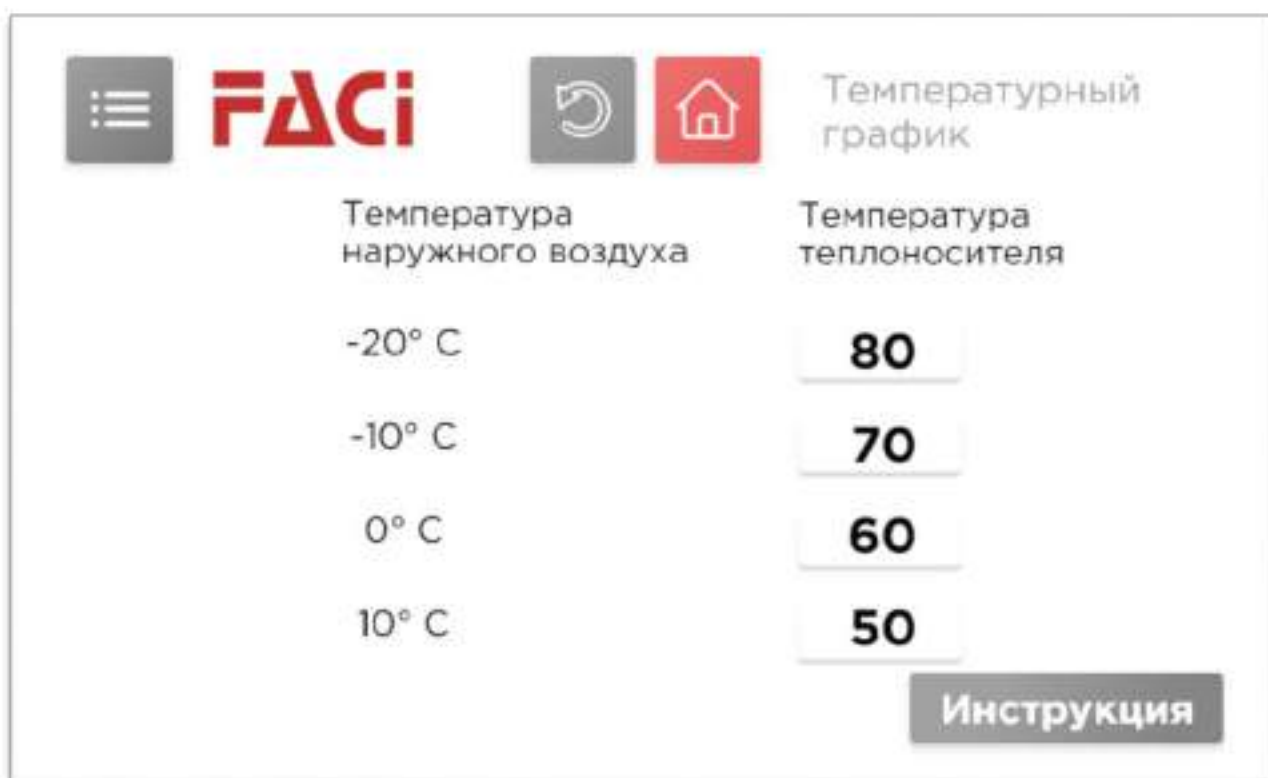 FACi
Температурный
график
Температура
наружного воздуха
Температура
теплоносителя
-20° C
80
-10° C
70
0° C
60
10° C
50
Инструкция